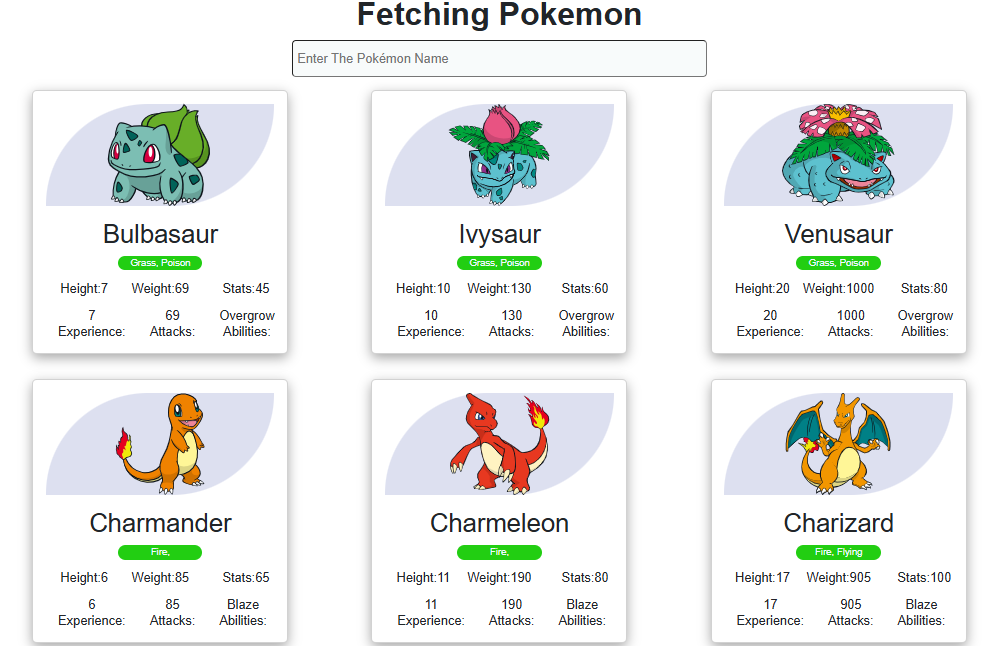 Fetching Pokemon
Enter The Pokémon Name
Bulbasaur
Grass, Poison
Height:7 Weight:69 Stats:45
7 69 Overgrow
Experience: Attacks: Abilities:
Ivysaur
Grass, Poison
Height:10 Weight:130 Stats:60
10 130 Overgrow
Experience: Attacks: Abilities:
Venusaur
Grass, Poison
Height:20 Weight:1000 Stats:80
20 1000 Overgrow
Experience: Attacks: Abilities:
Charmander
Fire,
Height:6 Weight:85 Stats:65
6 85 Blaze
Experience: Attacks: Abilities:
Charmeleon
Fire,
Height:11 Weight:190 Stats:80
11 190 Blaze
Experience: Attacks: Abilities:
Charizard
Fire, Flying
Height:17 Weight:905 Stats:100
17 905 Blaze
Experience: Attacks: Abilities: